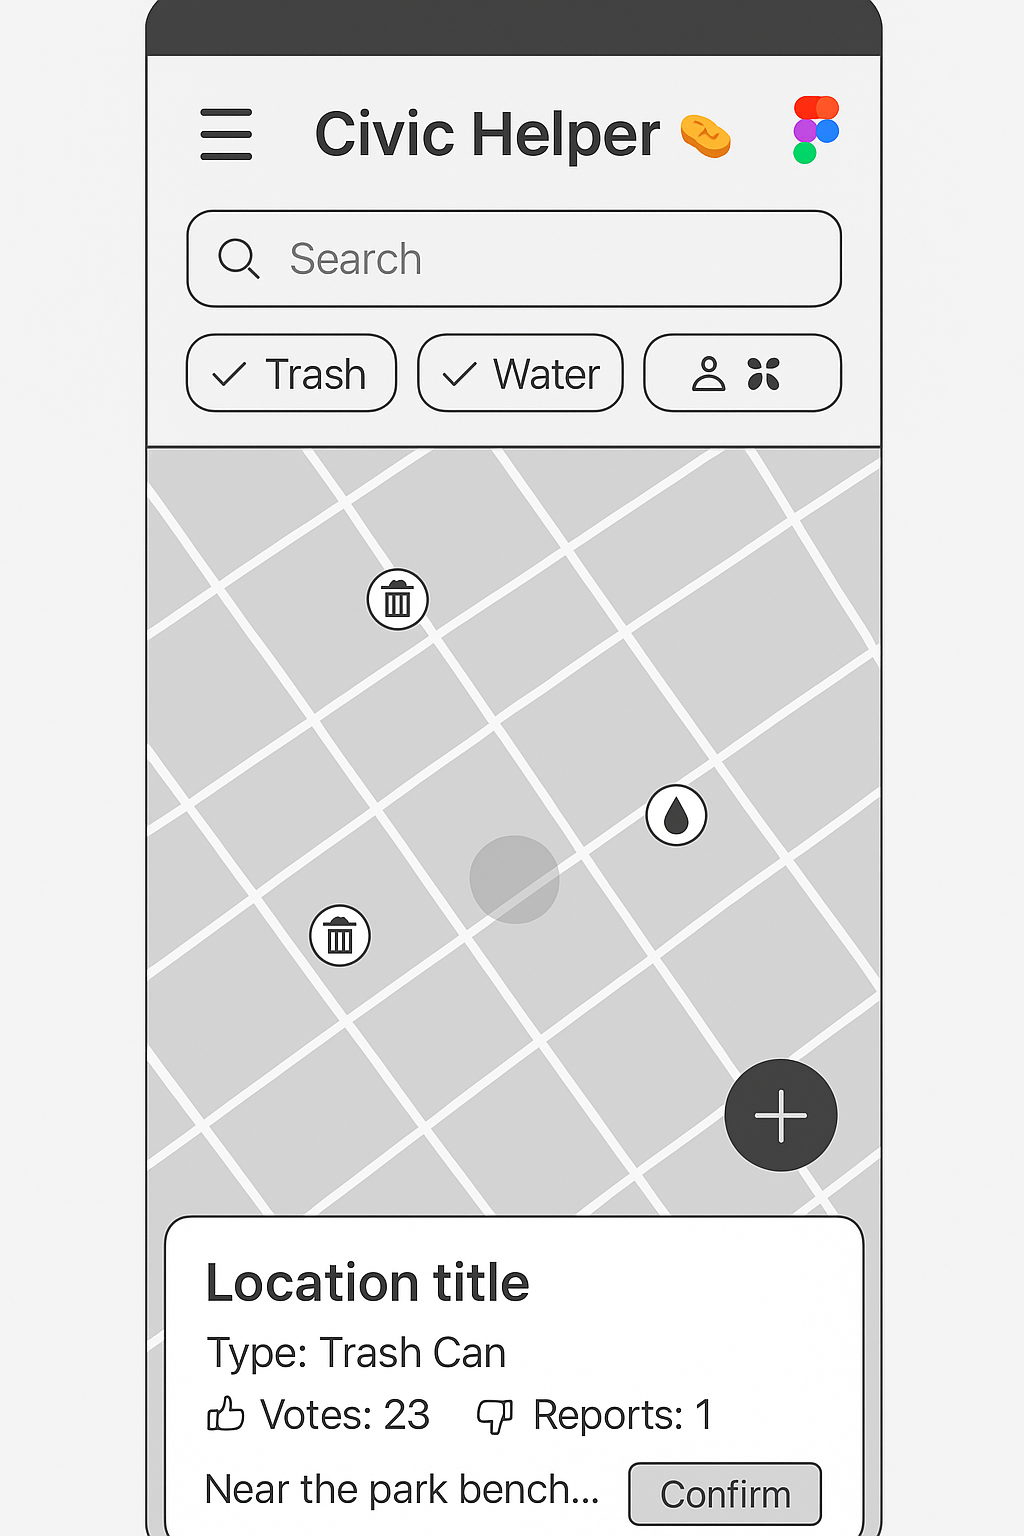 Civic Helper
Search
Trash
Water
Location title
Type: Trash Can
Votes: 23
Reports: 1
Near the park bench...
Confirm